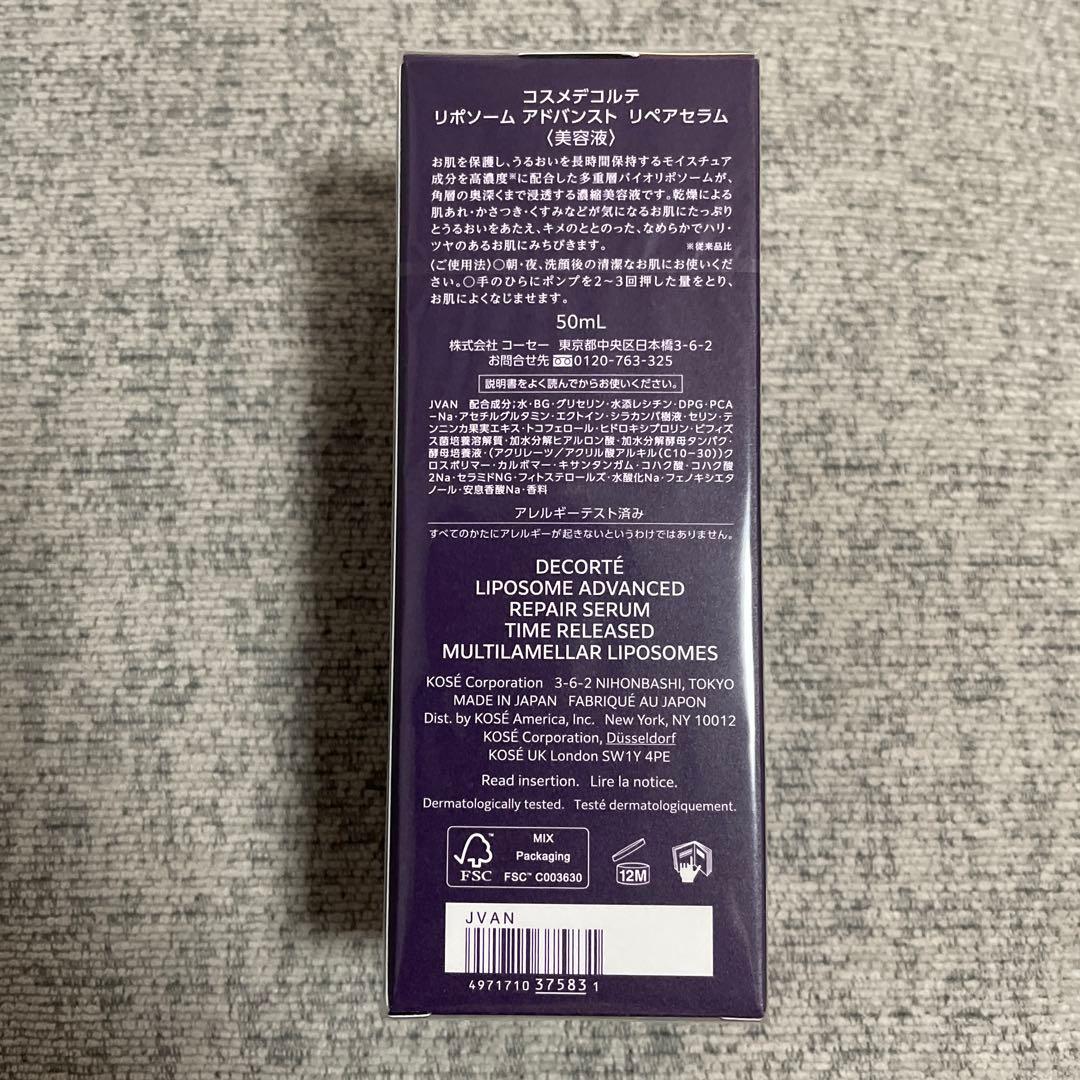 コスメデコルテ
リポソーム アドバンスト リペアセラム
〈美容液〉
お肌を保護し、うるおいを長時間保持するモイスチュア
成分を高濃度※に配合した多重層バイオリポソームが、
角層の奥深くまで浸透する濃縮美容液です。乾燥による
肌あれ・かさつき・くすみなどが気になるお肌にたっぷり
とうるおいをあたえ、キメのととのった、なめらかでハリ・
ツヤのあるお肌にみちびきます。 ※従来品比
〈ご使用法〉○朝・夜、洗顔後の清潔なお肌にお使いくだ
さい。○手のひらにポンプを2～3回押した量をとり、
お肌によくなじませます。
50mL
株式会社 コーセー 東京都中央区日本橋3-6-2
お問合せ先 0120-763-325
説明書をよく読んでからお使いください。
JVAN 配合成分;水・BG・グリセリン・水添レシチン・DPG・PCA
-Na・アセチルグルタミン・エクトイン・シラカンバ樹液・セリン・テ
ンニンカ果実エキス・トコフェロール・ヒドロキシプロリン・ビフィズ
ス菌培養溶解質・加水分解ヒアルロン酸・加水分解酵母タンパク・
酵母培養液・(アクリレーツ/アクリル酸アルキル(C10-30))ク
ロスポリマー・カルボマー・キサンタンガム・コハク酸・コハク酸
2Na・セラミドNG・フィトステロールズ・水酸化Na・フェノキシエタ
ノール・安息香酸Na・香料
アレルギーテスト済み
すべてのかたにアレルギーが起きないというわけではありません。
DECORTÉ
LIPOSOME ADVANCED
REPAIR SERUM
TIME RELEASED
MULTILAMELLAR LIPOSOMES
KOSÉ Corporation 3-6-2 NIHONBASHI, TOKYO
MADE IN JAPAN FABRIQUÉ AU JAPON
Dist. by KOSÉ America, Inc. New York, NY 10012
KOSÉ Corporation, Düsseldorf
KOSÉ UK London SW1Y 4PE
Read insertion. Lire la notice.
Dermatologically tested. Testé dermatologiquement.
FSC™
MIX
Packaging
FSC™ C003630
12M
JVAN
4971710 37583 1